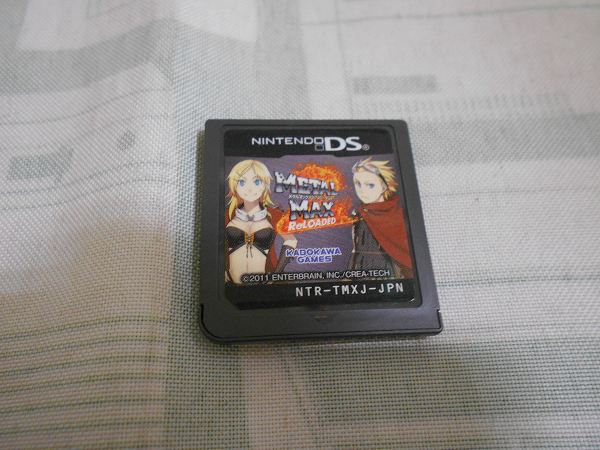 NINTENDO DS®
METAL
MAX
ReLOADED
KADOKAWA
GAMES
©2011 ENTERBRAIN, INC./CREA-TECH
NTR-TMXJ-JPN